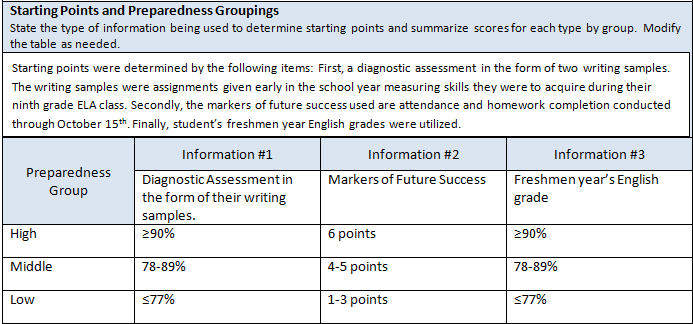 Starting Points and Preparedness Groupings
State the type of information being used to determine starting points and summarize scores for each type by group.  Modify
the table as needed.
Starting points were determined by the following items: First, a diagnostic assessment in the form of two writing samples.
The writing samples were assignments given early in the school year measuring skills they were to acquire during their
ninth grade ELA class. Secondly, the markers of future success used are attendance and homework completion conducted
through October 15th. Finally, student's freshmen year English grades were utilized.
Preparedness
Group
Information #1
Information #2
Information #3
Diagnostic Assessment in
the form of their writing
samples.
Markers of Future Success
Freshmen year's English
grade
High
≥90%
6 points
≥90%
Middle
78-89%
4-5 points
78-89%
Low
≤77%
1-3 points
≤77%